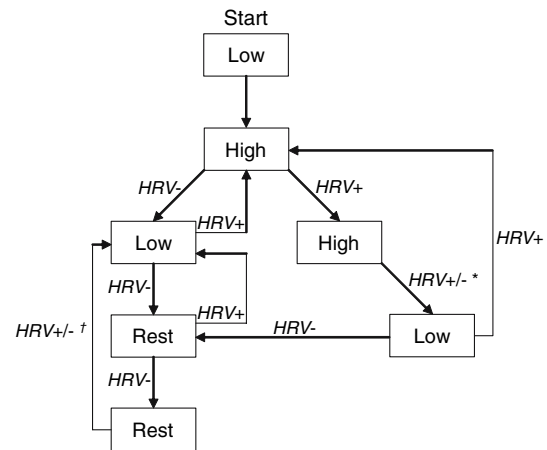 Start
Low
High
HRV-
HRV+
Low
HRV+
High
HRV+
HRV-
HRV+/- *
HRV+/- †
Rest
HRV+
HRV-
Low
HRV-
Rest